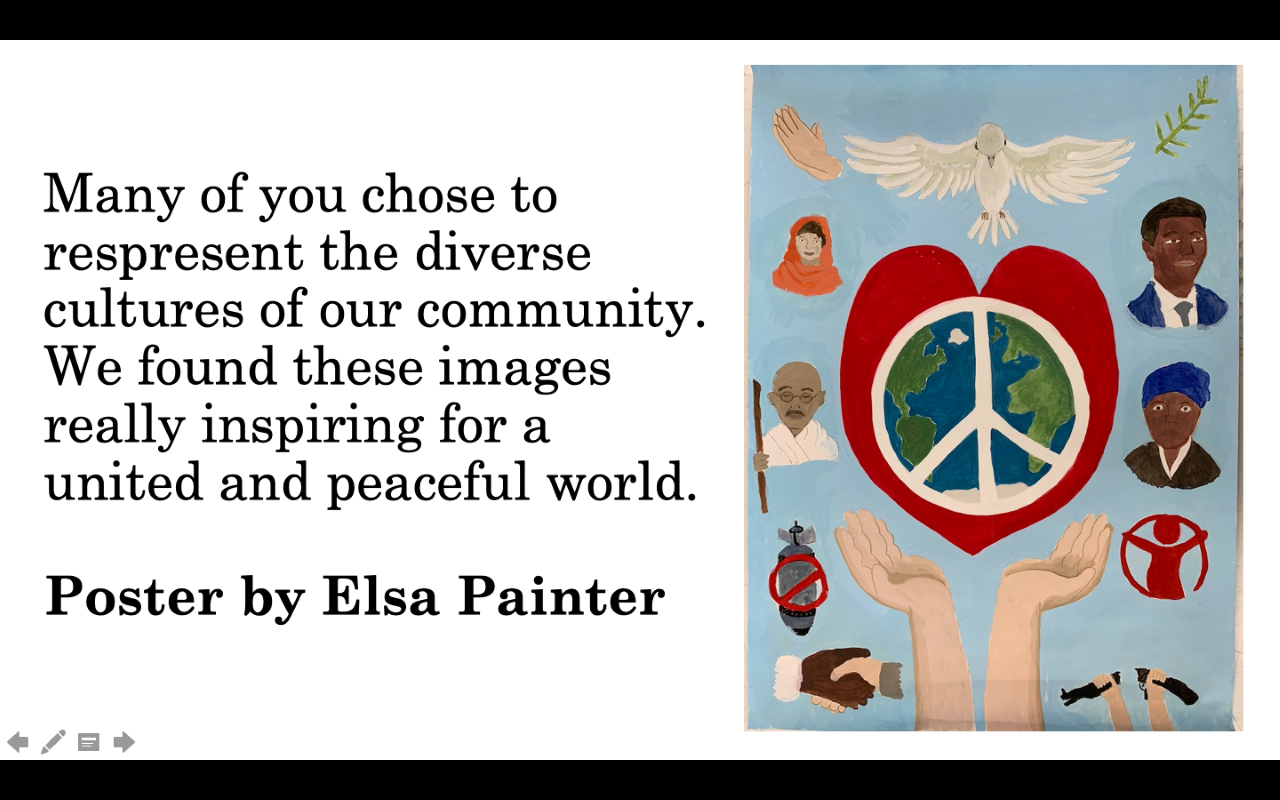 Many of you chose to
respresent the diverse
cultures of our community.
We found these images
really inspiring for a
united and peaceful world.
Poster by Elsa Painter